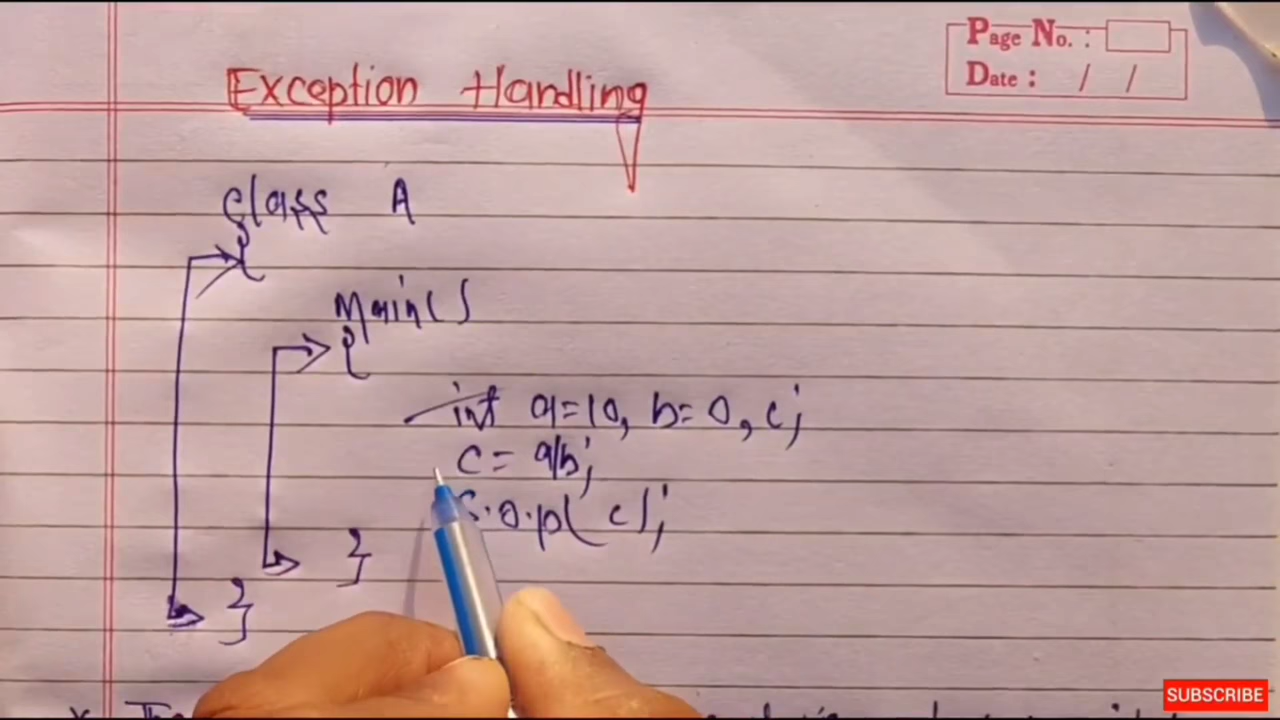 Page No. :
Date : / /
Exception Handling
Class A
{
Main()
{
int a=10, b=0, c;
c = a/b;
S.O.p( c);
}
}
SUBSCRIBE